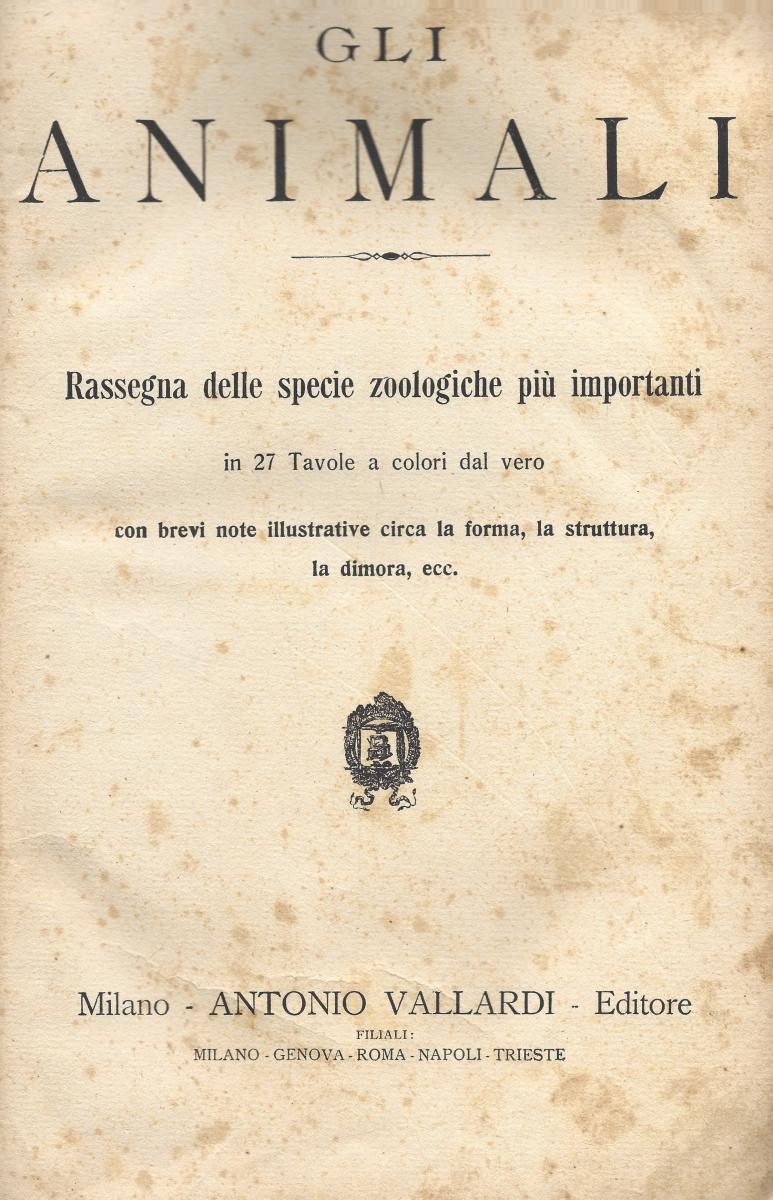 GLI
ANIMALI
Rassegna delle specie zoologiche più importanti
in 27 Tavole a colori dal vero
con brevi note illustrative circa la forma, la struttura,
la dimora, ecc.
Milano - ANTONIO VALLARDI - Editore
FILIALI:
MILANO - GENOVA - ROMA - NAPOLI - TRIESTE